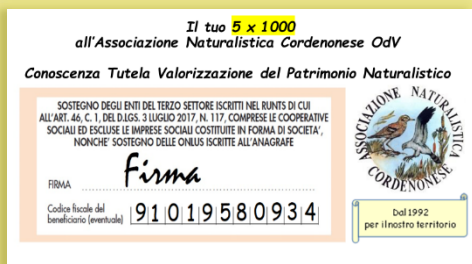 Il tuo 5 x 1000
all'Associazione Naturalistica Cordenonese OdV
Conoscenza Tutela Valorizzazione del Patrimonio Naturalistico
SOSTEGNO DEGLI ENTI DEL TERZO SETTORE ISCRITTI NEL RUNTS DI CUI
ALL'ART. 46, C. 1, DEL D.LGS. 3 LUGLIO 2017, N. 117, COMPRESE LE COOPERATIVE
SOCIALI ED ESCLUSE LE IMPRESE SOCIALI COSTITUITE IN FORMA DI SOCIETA',
NONCHE' SOSTEGNO DELLE ONLUS ISCRITTE ALL'ANAGRAFE
FIRMA Firma
Codice fiscale del
beneficiario (eventuale) 91019580934
ASSOCIAZIONE NATURALISTICA
CORDENONESE
Dal 1992
per il nostro territorio